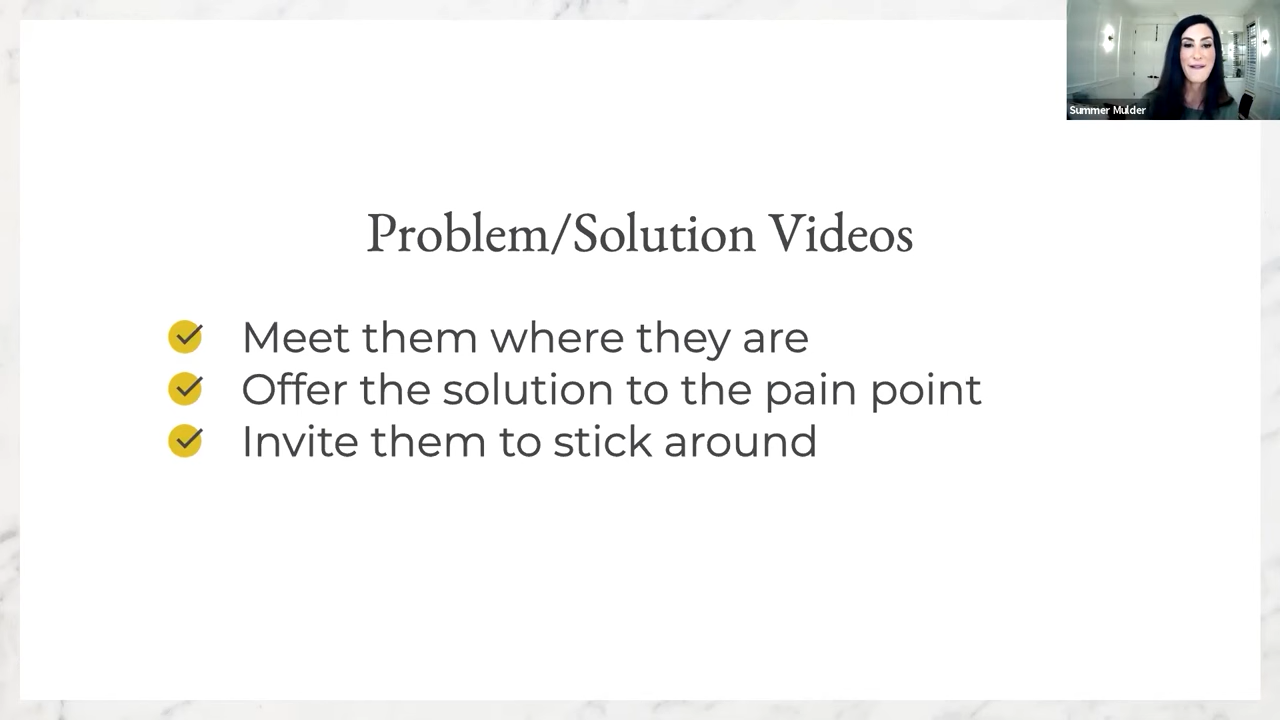 Summer Mulder
Problem/Solution Videos
Meet them where they are
Offer the solution to the pain point
Invite them to stick around